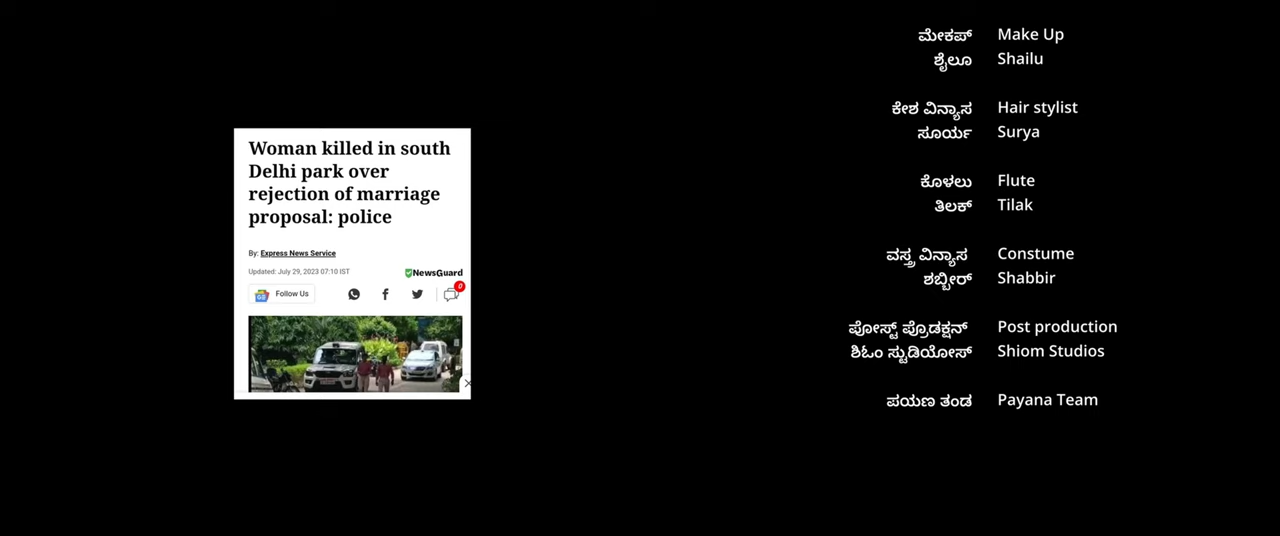 Woman killed in south
Delhi park over
rejection of marriage
proposal: police
By: Express News Service
Updated: July 29, 2023 07:10 IST
NewsGuard
Follow Us
0
ಮೇಕಪ್ Make Up
ಶೈಲೂ Shailu
ಕೇಶ ವಿನ್ಯಾಸ Hair stylist
ಸೂರ್ಯ Surya
ಕೊಳಲು Flute
ತಿಲಕ್ Tilak
ವಸ್ತ್ರ ವಿನ್ಯಾಸ Constume
ಶಬ್ಬೀರ್ Shabbir
ಪೋಸ್ಟ್ ಪ್ರೊಡಕ್ಷನ್ Post production
ಶಿಓಂ ಸ್ಟುಡಿಯೋಸ್ Shiom Studios
ಪಯಣ ತಂಡ Payana Team